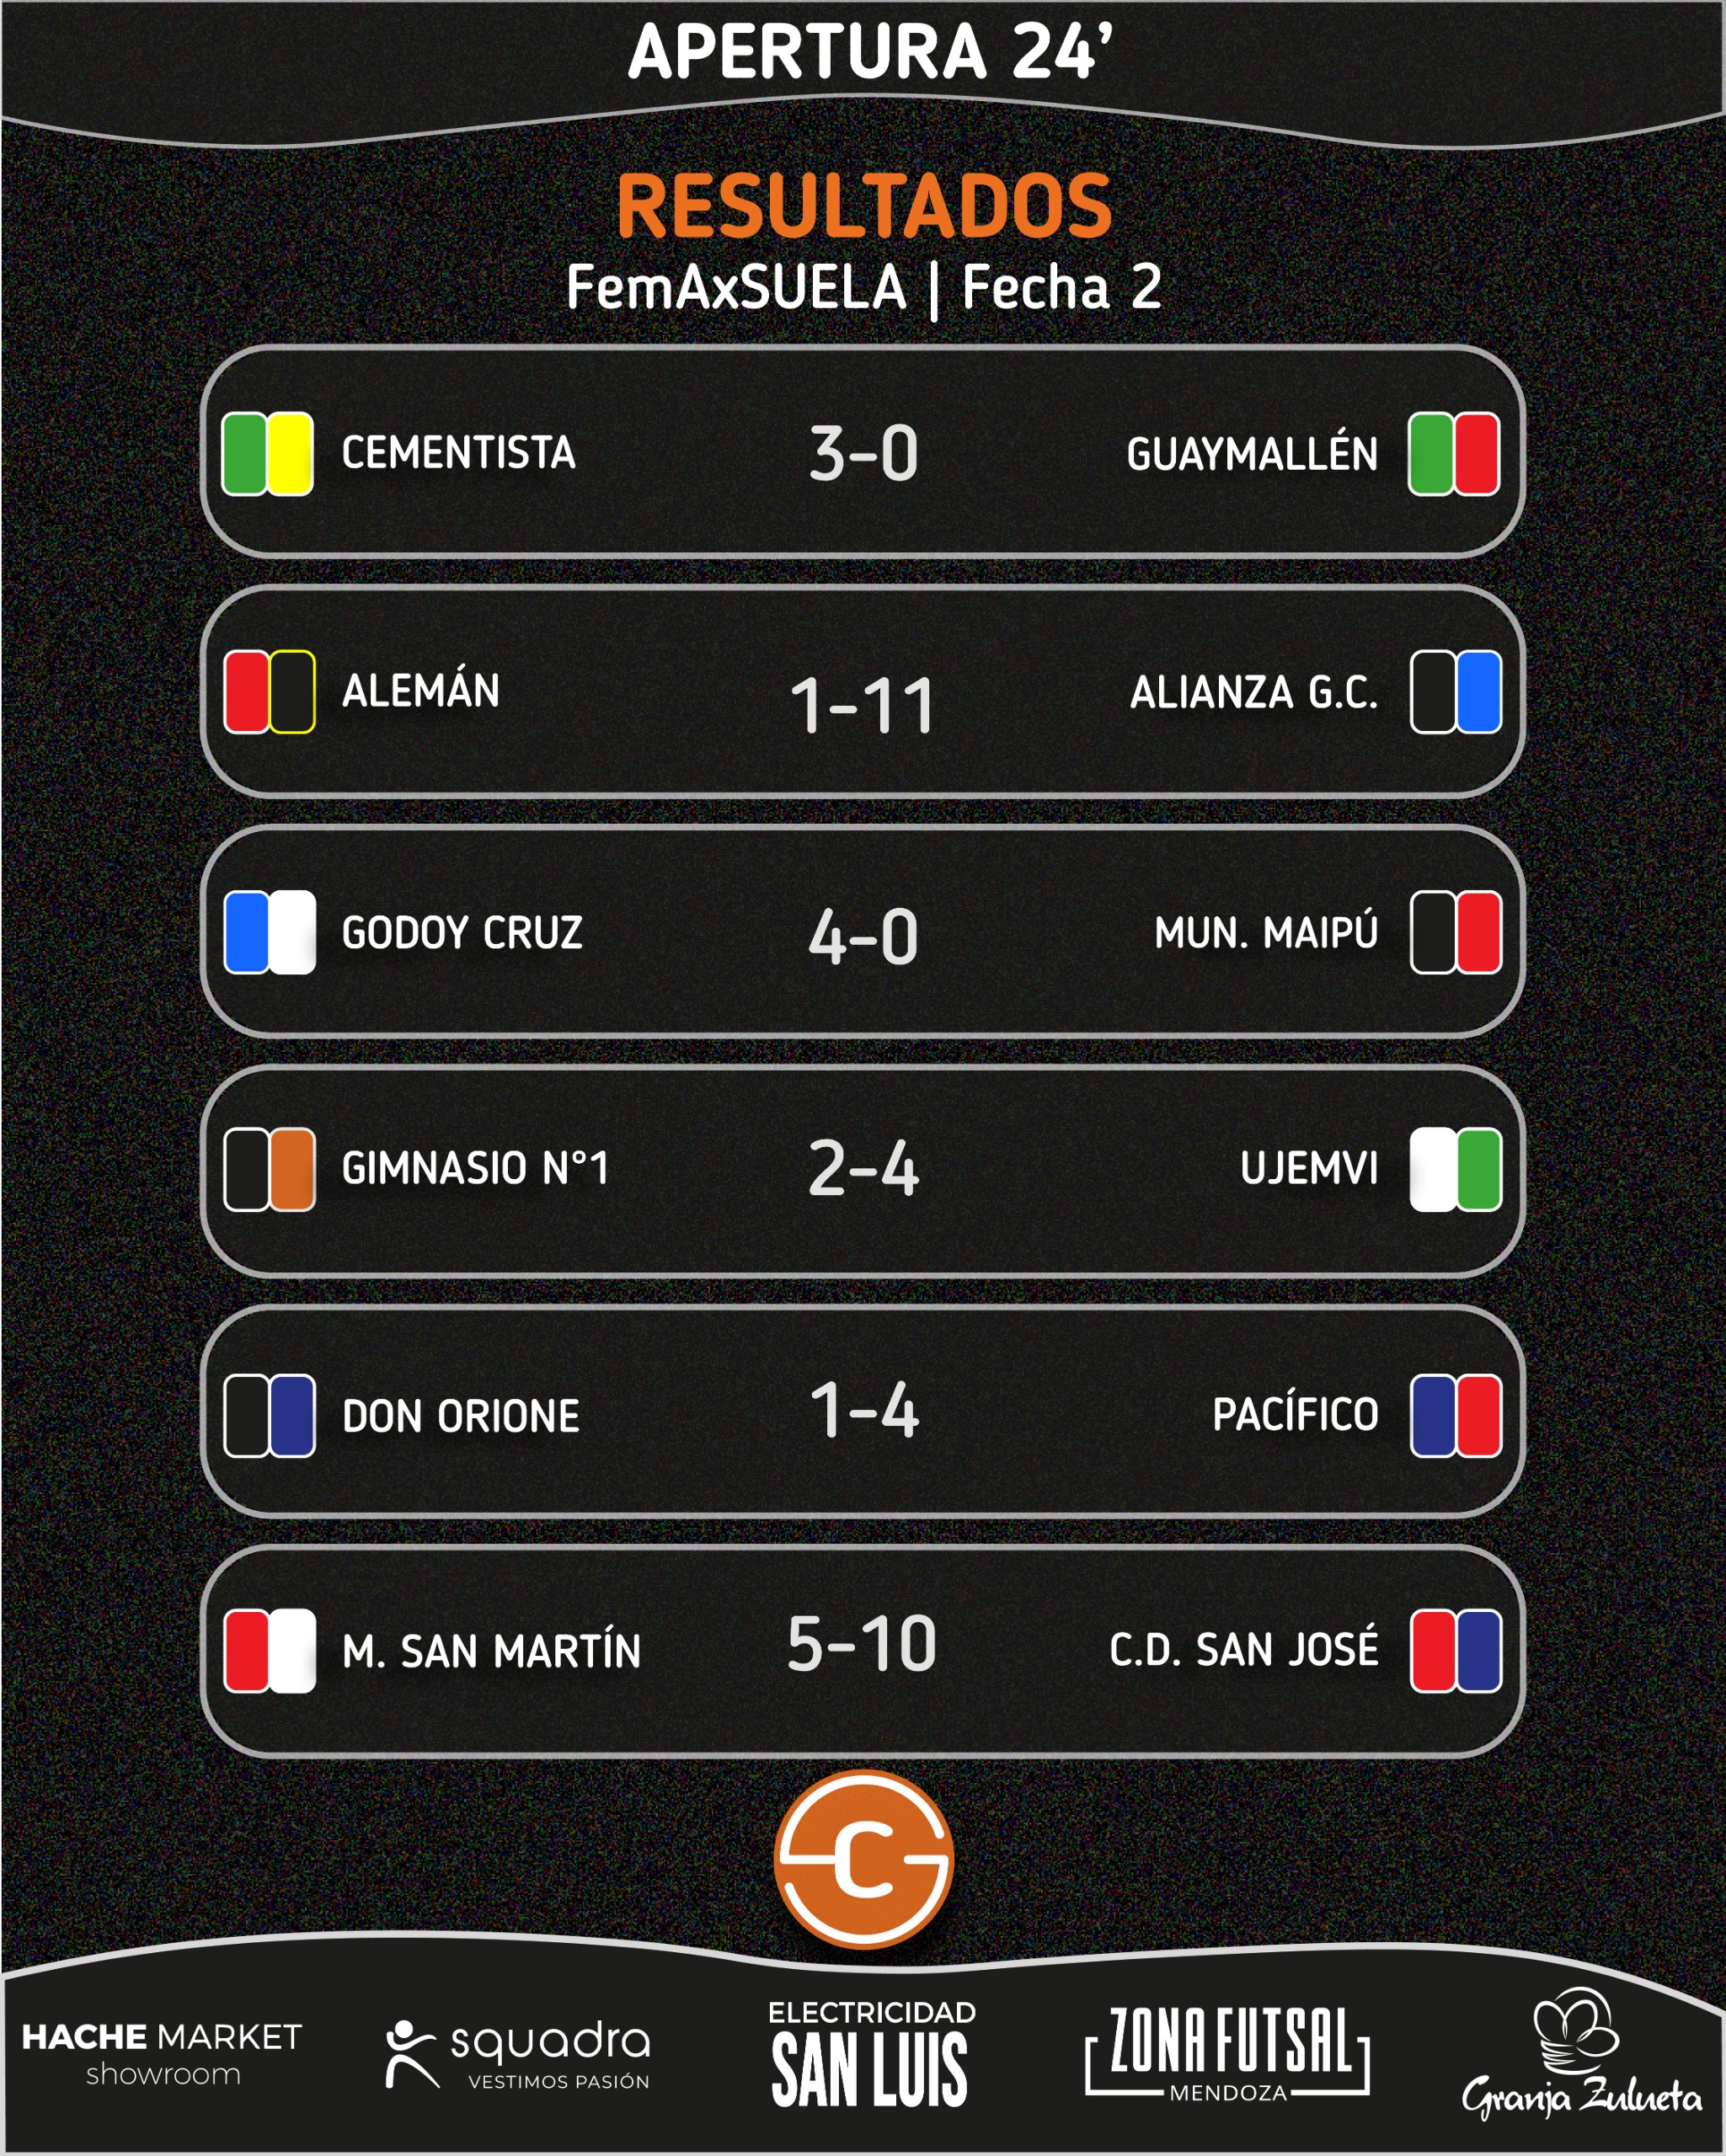 APERTURA 24’
RESULTADOS
FemAxSUELA | Fecha 2
CEMENTISTA 3-0 GUAYMALLÉN
ALEMÁN 1-11 ALIANZA G.C.
GODOY CRUZ 4-0 MUN. MAIPÚ
GIMNASIO N°1 2-4 UJEMVI
DON ORIONE 1-4 PACÍFICO
M. SAN MARTÍN 5-10 C.D. SAN JOSÉ
C
HACHE MARKET
showroom
squadra
VESTIMOS PASIÓN
ELECTRICIDAD
SAN LUIS
ZONA FUTSAL
MENDOZA
Granja Zulueta